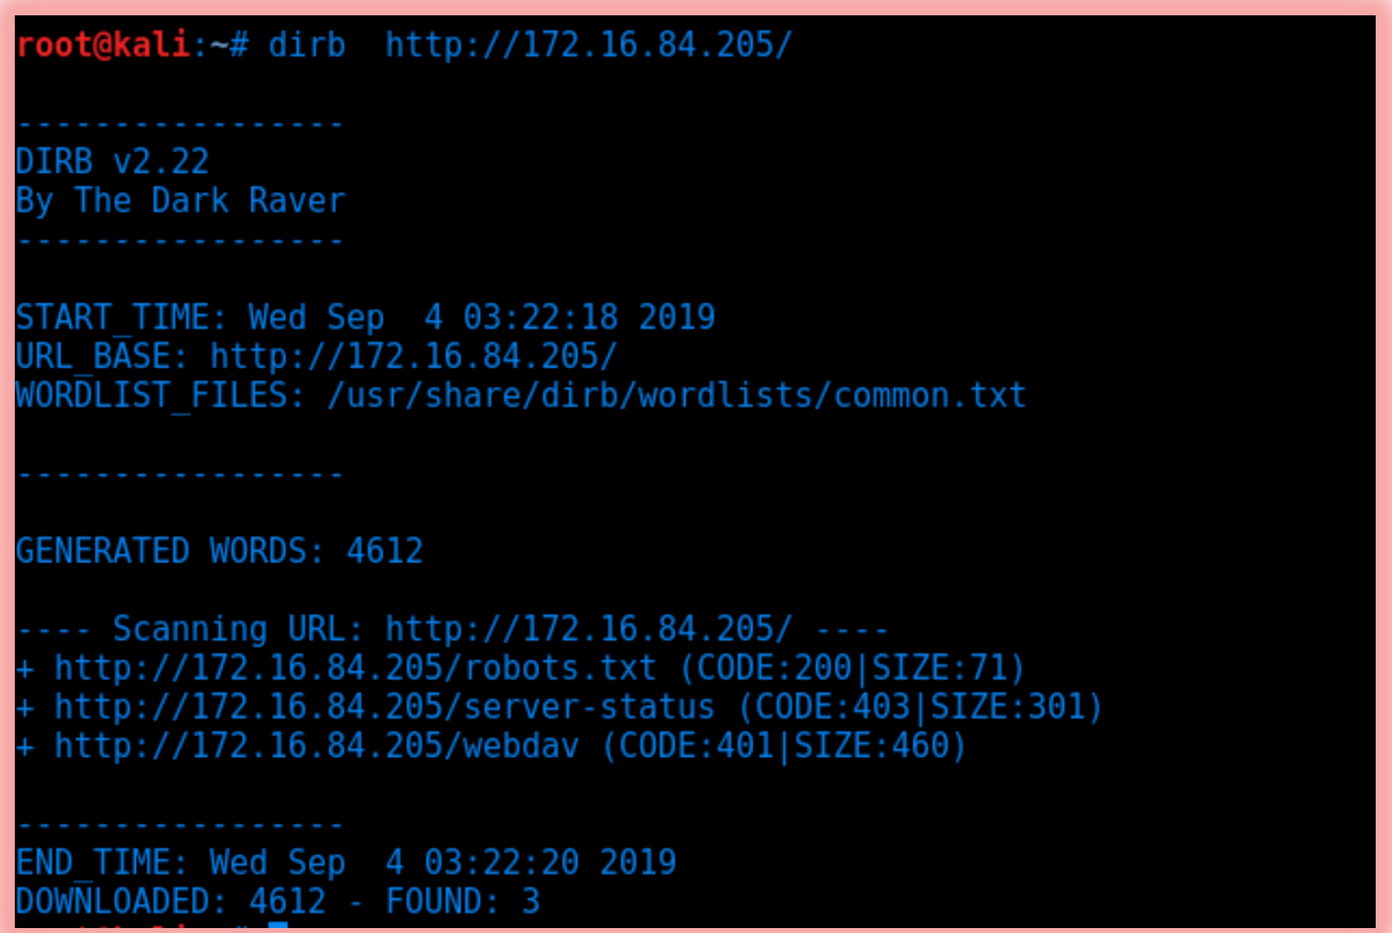 root@kali:~# dirb  http://172.16.84.205/
-----------------
DIRB v2.22
By The Dark Raver
-----------------
START_TIME: Wed Sep  4 03:22:18 2019
URL_BASE: http://172.16.84.205/
WORDLIST_FILES: /usr/share/dirb/wordlists/common.txt
-----------------
GENERATED WORDS: 4612
---- Scanning URL: http://172.16.84.205/ ----
+ http://172.16.84.205/robots.txt (CODE:200|SIZE:71)
+ http://172.16.84.205/server-status (CODE:403|SIZE:301)
+ http://172.16.84.205/webdav (CODE:401|SIZE:460)
-----------------
END_TIME: Wed Sep  4 03:22:20 2019
DOWNLOADED: 4612 - FOUND: 3